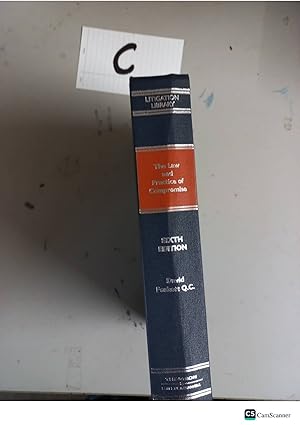 C
LITIGATION
LIBRARY
The Law
and
Practice of
Compromise
SIXTH
EDITION
David
Foskett Q.C.
CS CamScanner